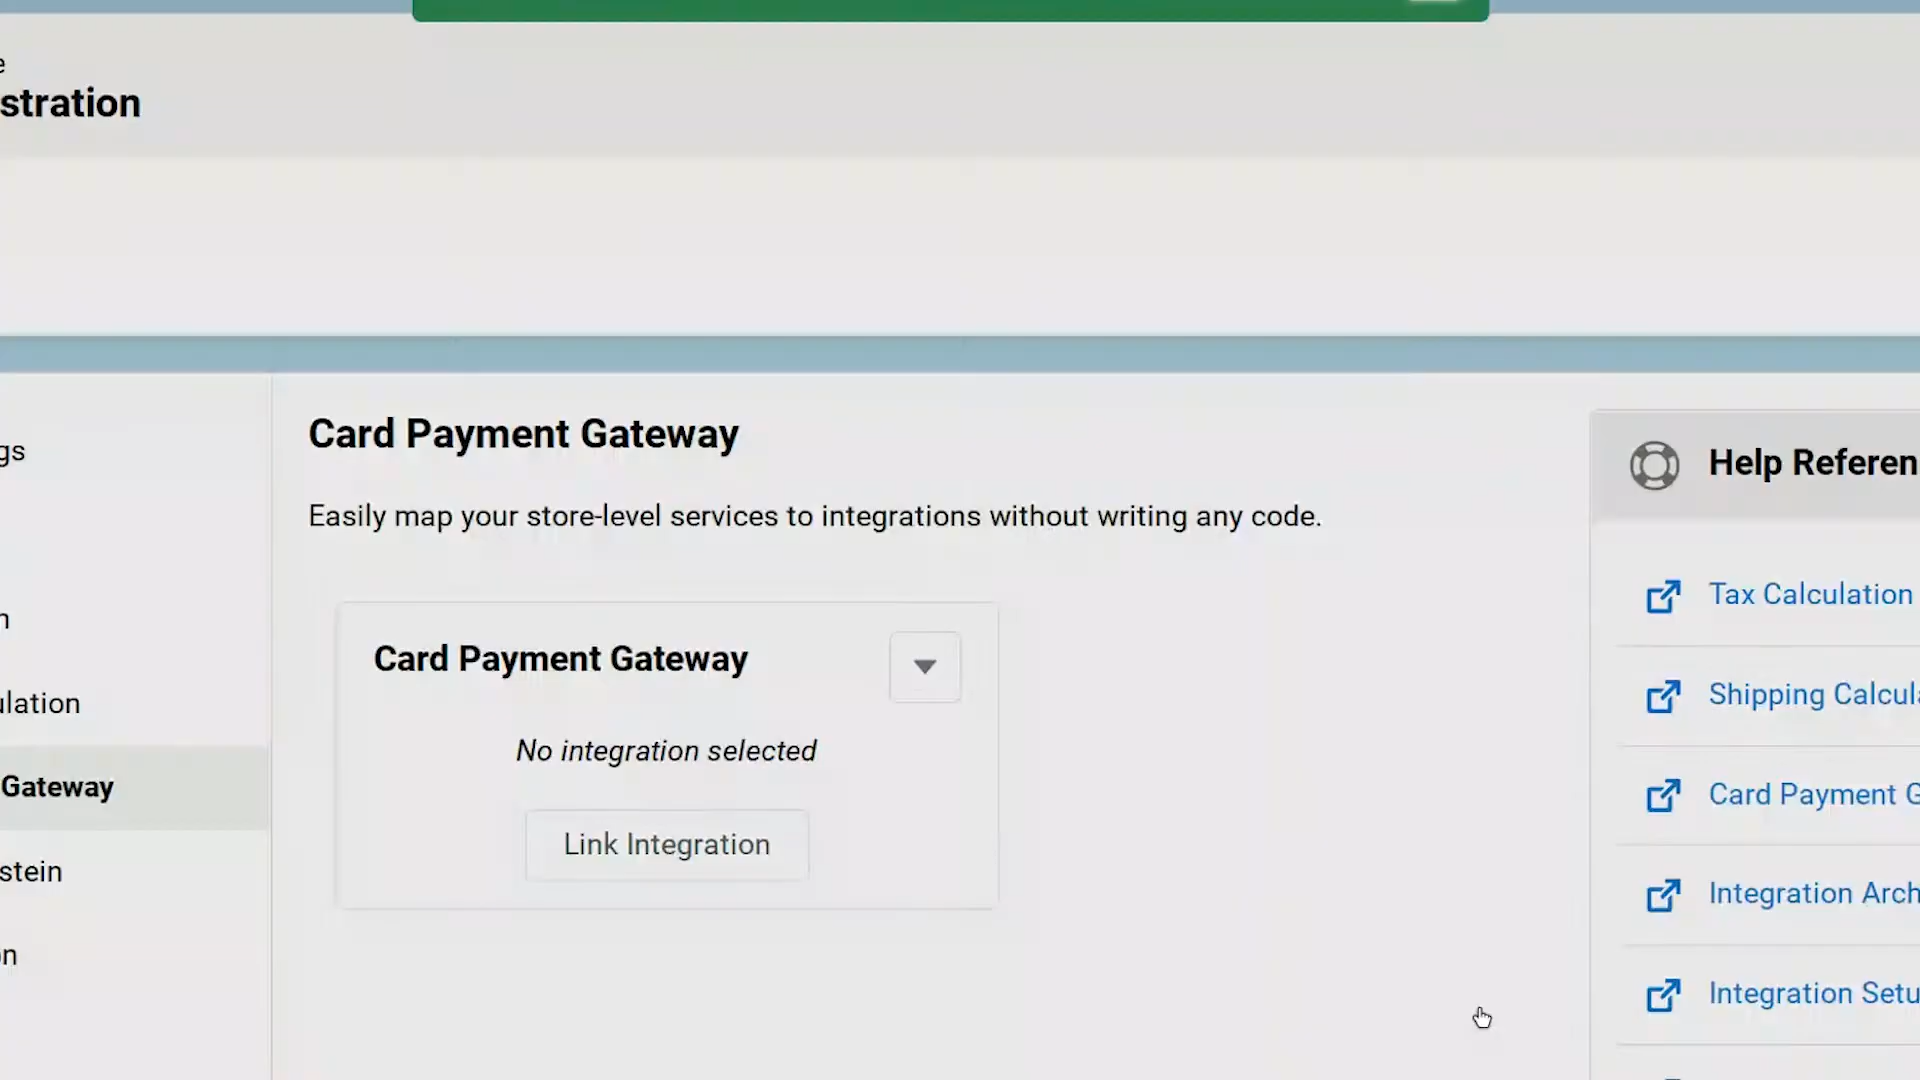 stration
Card Payment Gateway
Easily map your store-level services to integrations without writing any code.
Card Payment Gateway
No integration selected
Link Integration
gs
n
lation
Gateway
stein
on
Help Referen
Tax Calculation
Shipping Calcul
Card Payment G
Integration Arch
Integration Setu